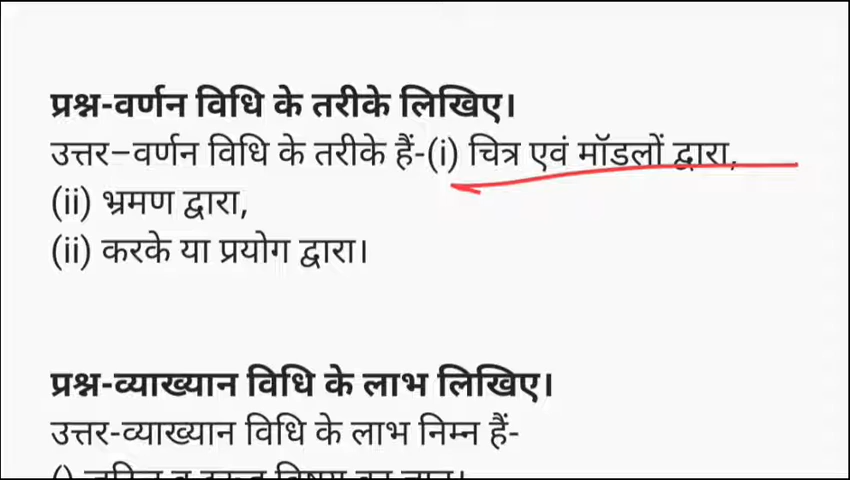 प्रश्न-वर्णन विधि के तरीके लिखिए।
उत्तर–वर्णन विधि के तरीके हैं-(i) चित्र एवं मॉडलों द्वारा,
(ii) भ्रमण द्वारा,
(ii) करके या प्रयोग द्वारा।
प्रश्न-व्याख्यान विधि के लाभ लिखिए।
उत्तर-व्याख्यान विधि के लाभ निम्न हैं-